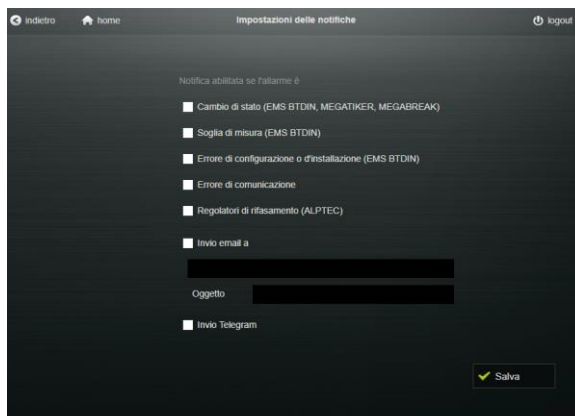 indietro home Impostazioni delle notifiche logout
Notifica abilitata se l'allarme è
Cambio di stato (EMS BTDIN, MEGATIKER, MEGABREAK)
Soglia di misura (EMS BTDIN)
Errore di configurazione o d'installazione (EMS BTDIN)
Errore di comunicazione
Regolatori di rifasamento (ALPTEC)
Invio email a
Oggetto
Invio Telegram
Salva